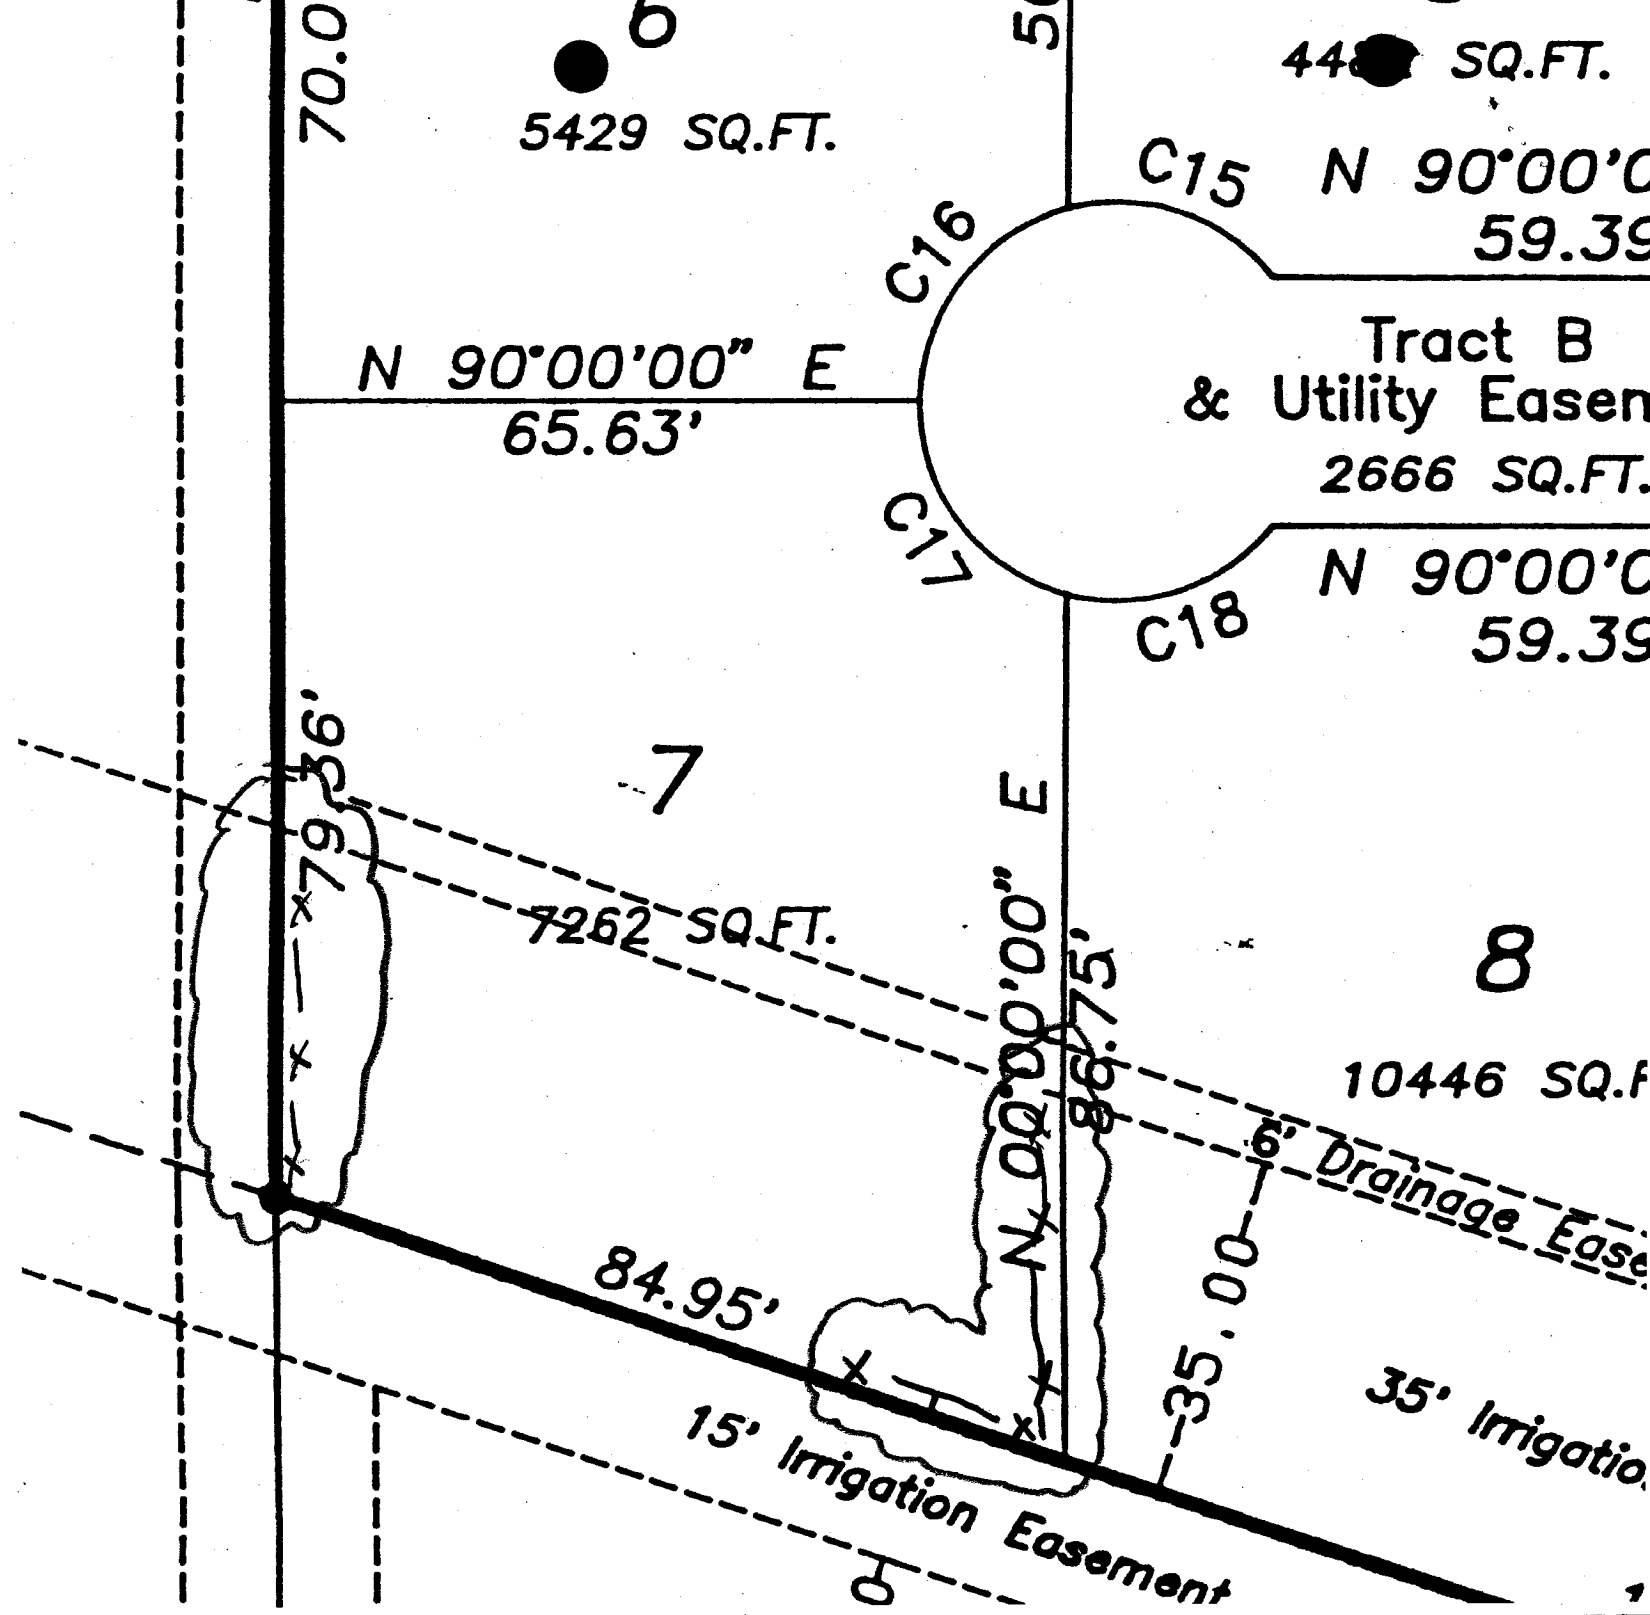 70.0
6
5429 SQ.FT.
50
SQ.FT.
C15
N 90°00'0
59.39
C16
N 90°00'00" E
65.63'
Tract B
& Utility Easem
2666 SQ.FT.
C17
C18
N 90°00'0
59.39
79.36'
7
7262 SQ.FT.
N 00°00'00" E
86.75'
8
10446 SQ.F
6' Drainage Ease
84.95'
35.00
35' Irrigatio
15' Irrigation Easement
0